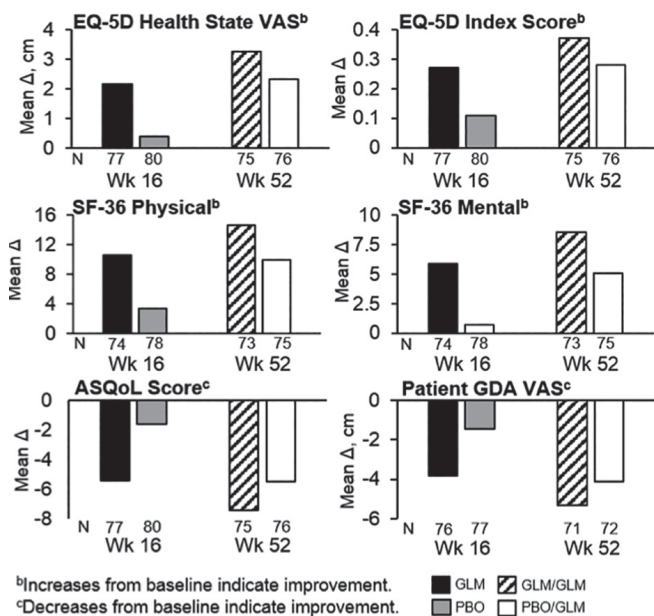 EQ-5D Health State VASᵇ
Mean Δ, cm
4
3
2
1
0
N 77 80 75 76
Wk 16 Wk 52
EQ-5D Index Scoreᵇ
Mean Δ
0.4
0.3
0.2
0.1
0
N 77 80 75 76
Wk 16 Wk 52
SF-36 Physicalᵇ
Mean Δ
16
12
8
4
0
N 74 78 73 75
Wk 16 Wk 52
SF-36 Mentalᵇ
Mean Δ
10
7.5
5
2.5
0
N 74 78 73 75
Wk 16 Wk 52
ASQoL Scoreᶜ
Mean Δ
0
-2
-4
-6
-8
N 77 80 75 76
Wk 16 Wk 52
Patient GDA VASᶜ
Mean Δ, cm
0
-2
-4
-6
N 76 77 71 72
Wk 16 Wk 52
ᵇIncreases from baseline indicate improvement.
ᶜDecreases from baseline indicate improvement.
GLM GLM/GLM
PBO PBO/GLM